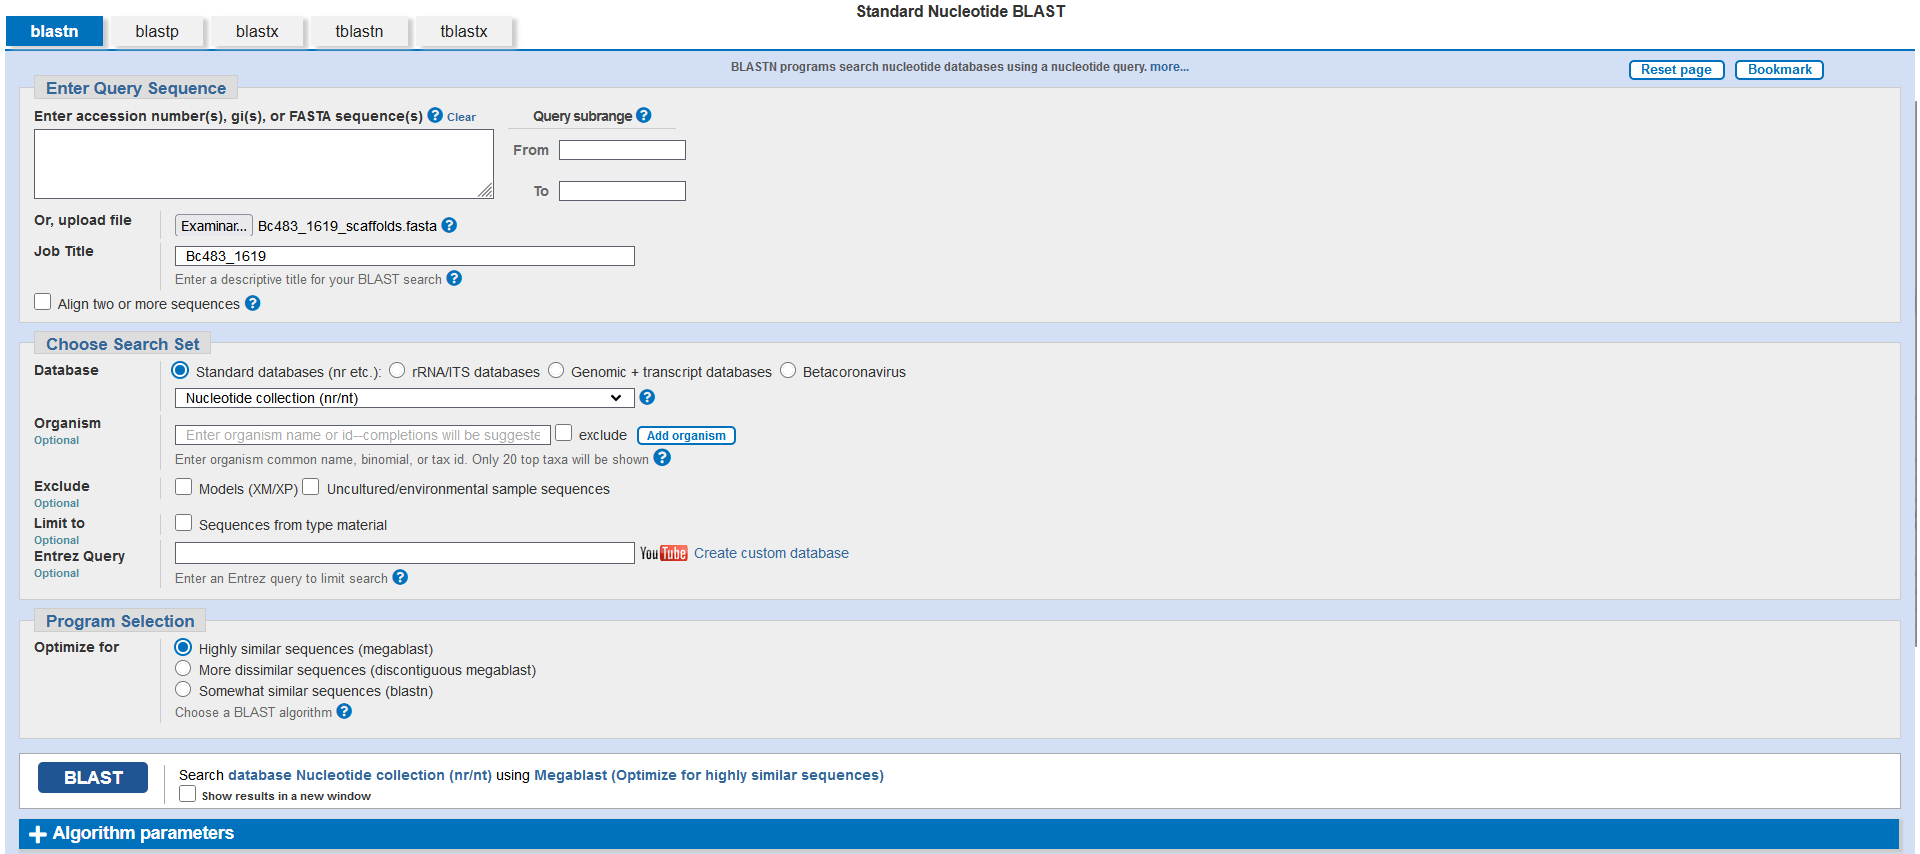 Standard Nucleotide BLAST
blastn blastp blastx tblastn tblastx
BLASTN programs search nucleotide databases using a nucleotide query. more...
Reset page Bookmark
Enter Query Sequence
Enter accession number(s), gi(s), or FASTA sequence(s) ? Clear
Query subrange ?
From
To
Or, upload file Examinar... Bc483_1619_scaffolds.fasta ?
Job Title Bc483_1619
Enter a descriptive title for your BLAST search ?
Align two or more sequences ?
Choose Search Set
Database Standard databases (nr etc.): rRNA/ITS databases Genomic + transcript databases Betacoronavirus
Nucleotide collection (nr/nt) ?
Organism
Optional
Enter organism name or id--completions will be suggeste exclude Add organism
Enter organism common name, binomial, or tax id. Only 20 top taxa will be shown ?
Exclude
Optional
Models (XM/XP) Uncultured/environmental sample sequences
Limit to
Optional
Sequences from type material
Entrez Query
Optional
YouTube Create custom database
Enter an Entrez query to limit search ?
Program Selection
Optimize for Highly similar sequences (megablast)
More dissimilar sequences (discontiguous megablast)
Somewhat similar sequences (blastn)
Choose a BLAST algorithm ?
BLAST Search database Nucleotide collection (nr/nt) using Megablast (Optimize for highly similar sequences)
Show results in a new window
+ Algorithm parameters